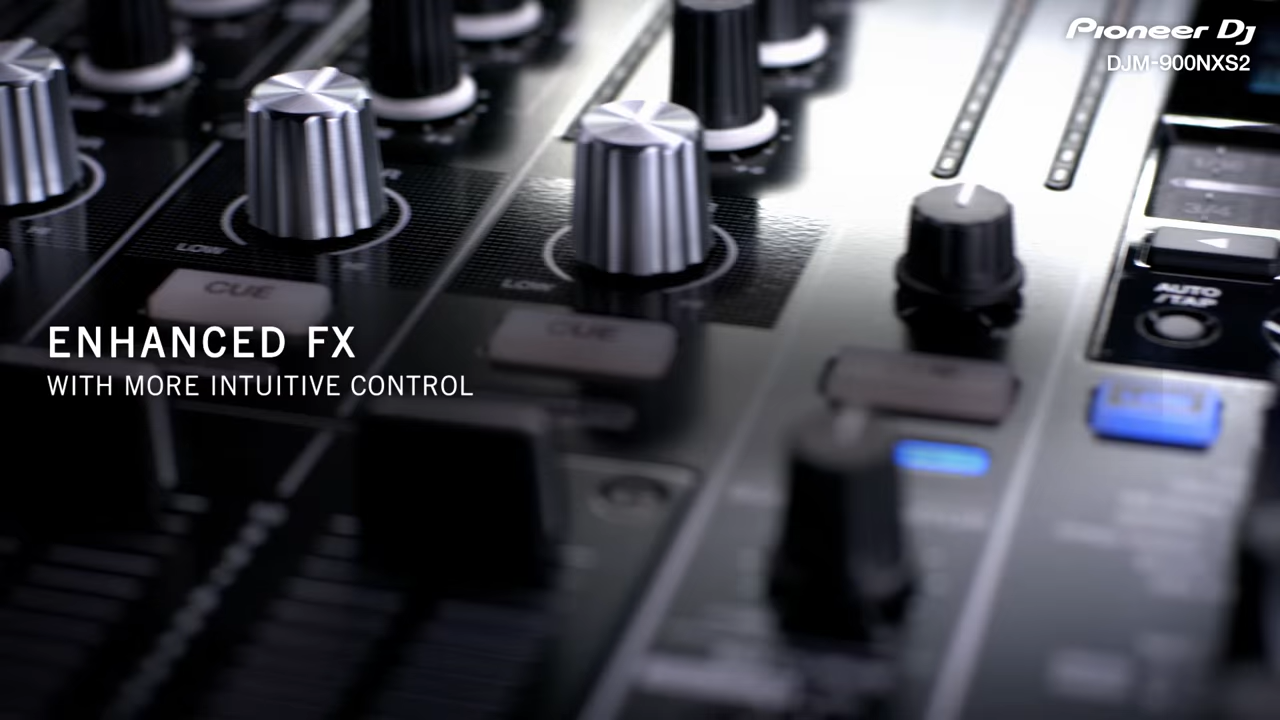 Pioneer Dj
DJM-900NXS2
LOW
CUE
LOW
CUE
AUTO
/TAP
ENHANCED FX
WITH MORE INTUITIVE CONTROL